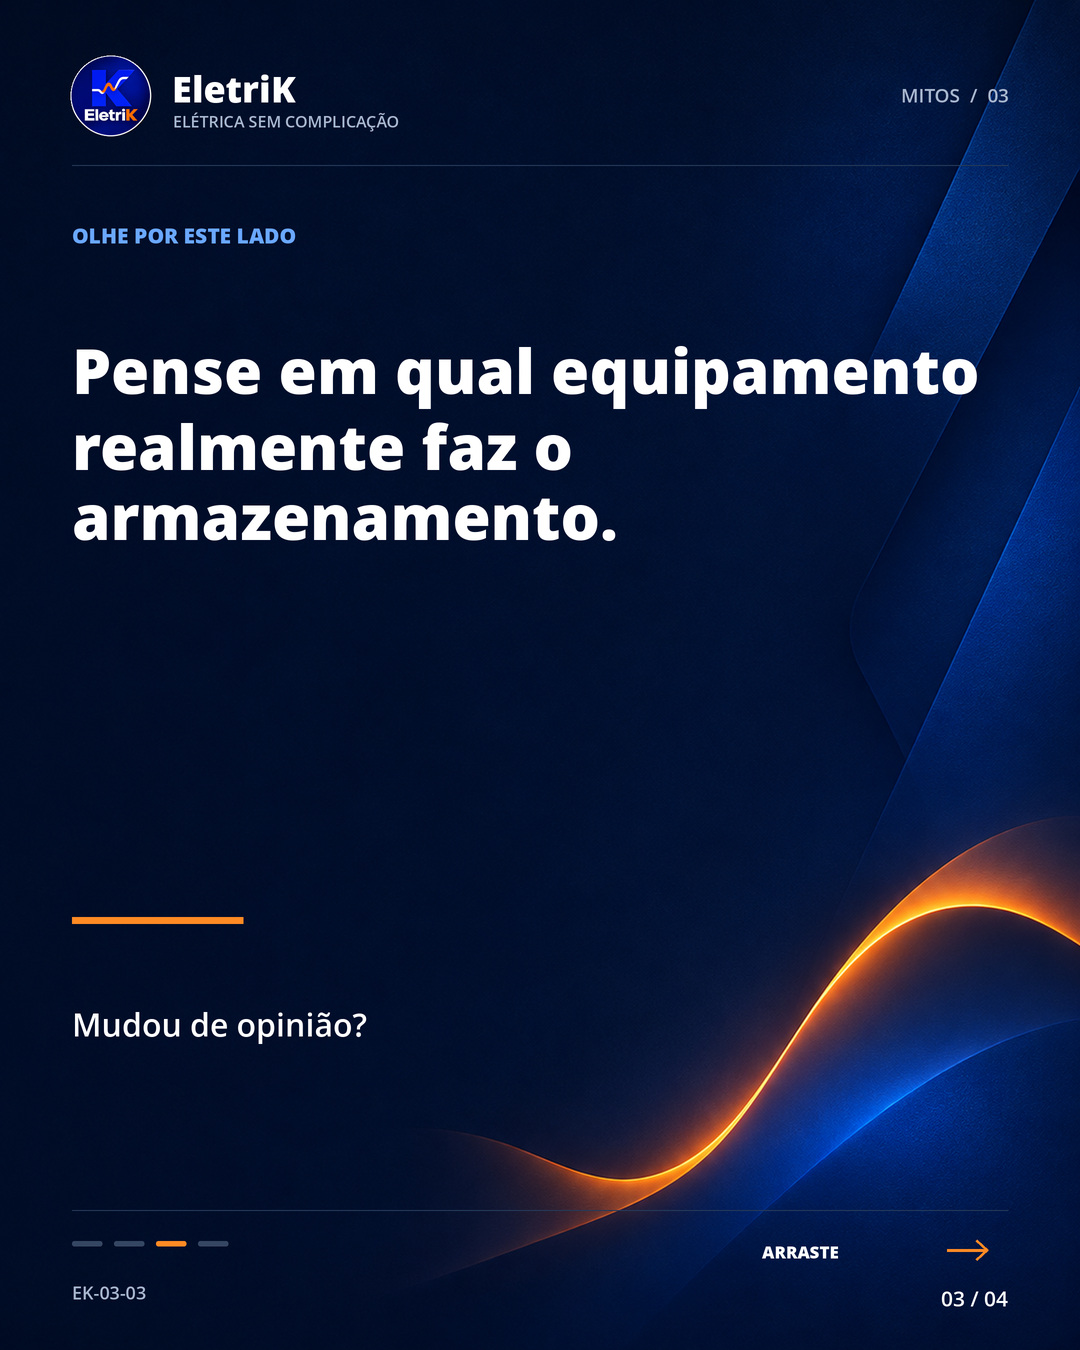 EletriK
EletriK
ELÉTRICA SEM COMPLICAÇÃO
MITOS / 03
OLHE POR ESTE LADO
Pense em qual equipamento
realmente faz o
armazenamento.
Mudou de opinião?
ARRASTE
EK-03-03
03 / 04